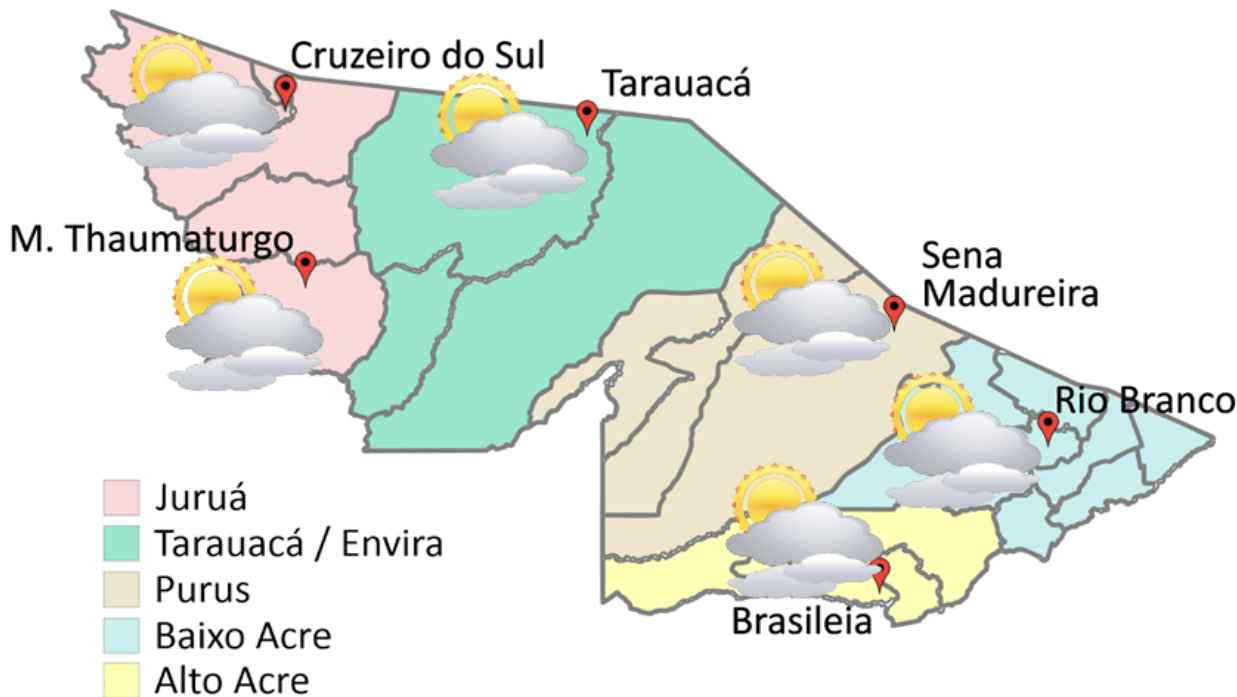 Cruzeiro do Sul
Tarauacá
M. Thaumaturgo
Sena
Madureira
Rio Branco
Brasileia
Juruá
Tarauacá / Envira
Purus
Baixo Acre
Alto Acre